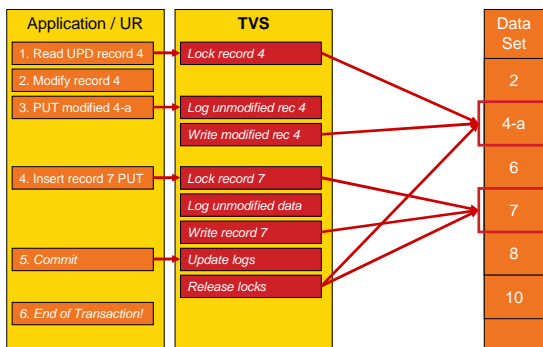 Application / UR
1. Read UPD record 4
2. Modify record 4
3. PUT modified 4-a
4. Insert record 7 PUT
5. Commit
6. End of Transaction!
TVS
Lock record 4
Log unmodified rec 4
Write modified rec 4
Lock record 7
Log unmodified data
Write record 7
Update logs
Release locks
Data
Set
2
4-a
6
7
8
10